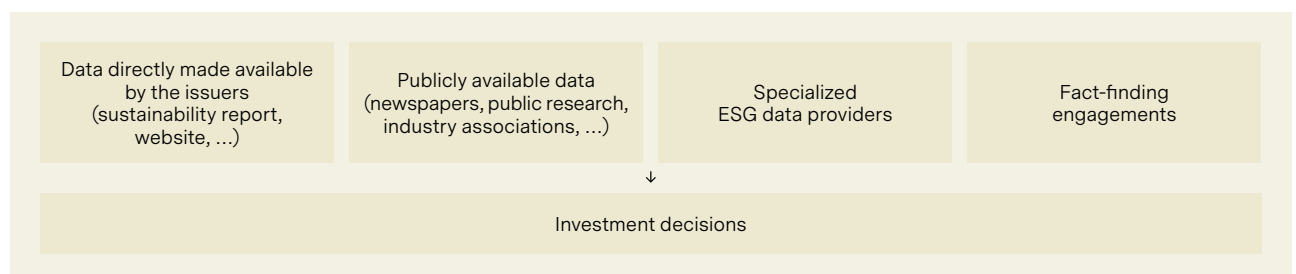 Data directly made available
by the issuers
(sustainability report,
website, ...)
Publicly available data
(newspapers, public research,
industry associations, ...)
Specialized
ESG data providers
Fact-finding
engagements
↓
Investment decisions